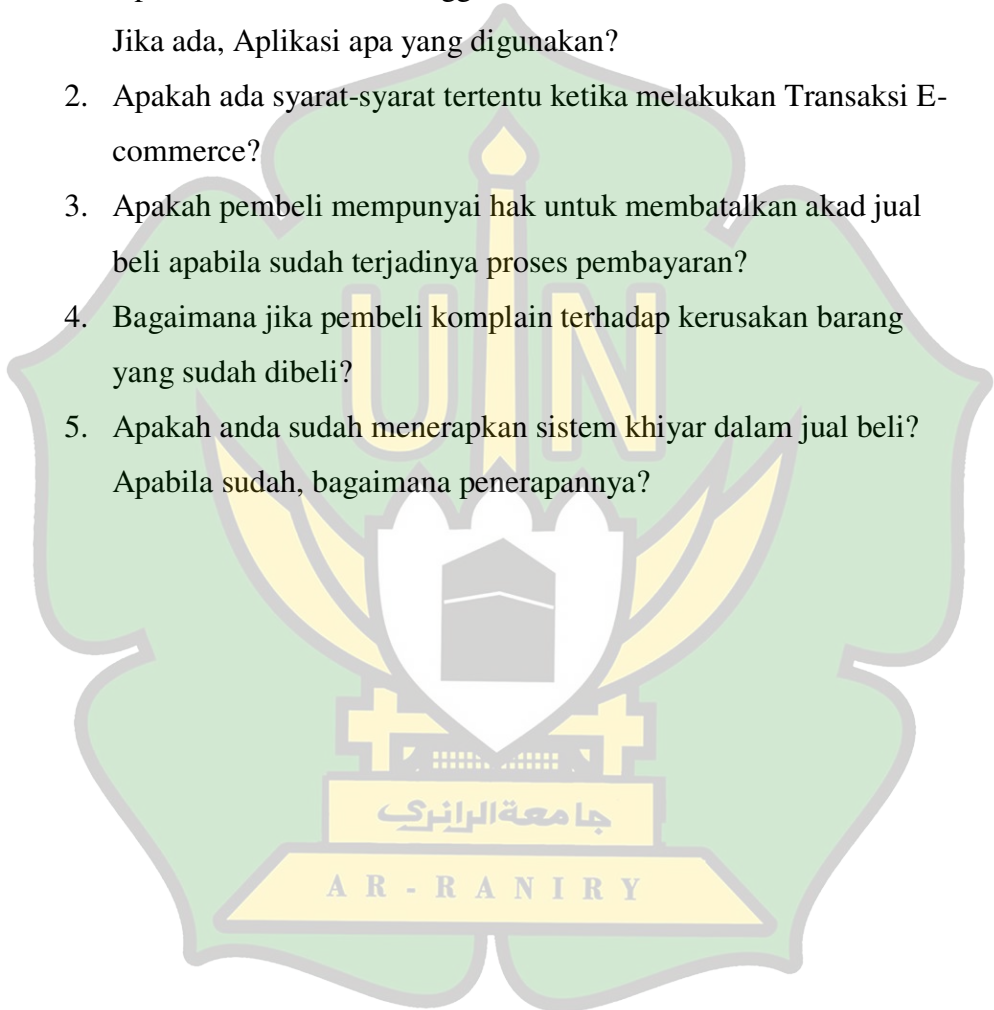 Jika ada, Aplikasi apa yang digunakan?
2. Apakah ada syarat-syarat tertentu ketika melakukan Transaksi E-
commerce?
3. Apakah pembeli mempunyai hak untuk membatalkan akad jual
beli apabila sudah terjadinya proses pembayaran?
4. Bagaimana jika pembeli komplain terhadap kerusakan barang
yang sudah dibeli?
5. Apakah anda sudah menerapkan sistem khiyar dalam jual beli?
Apabila sudah, bagaimana penerapannya?
UIN
جامعةالرانري
AR-RANIRY